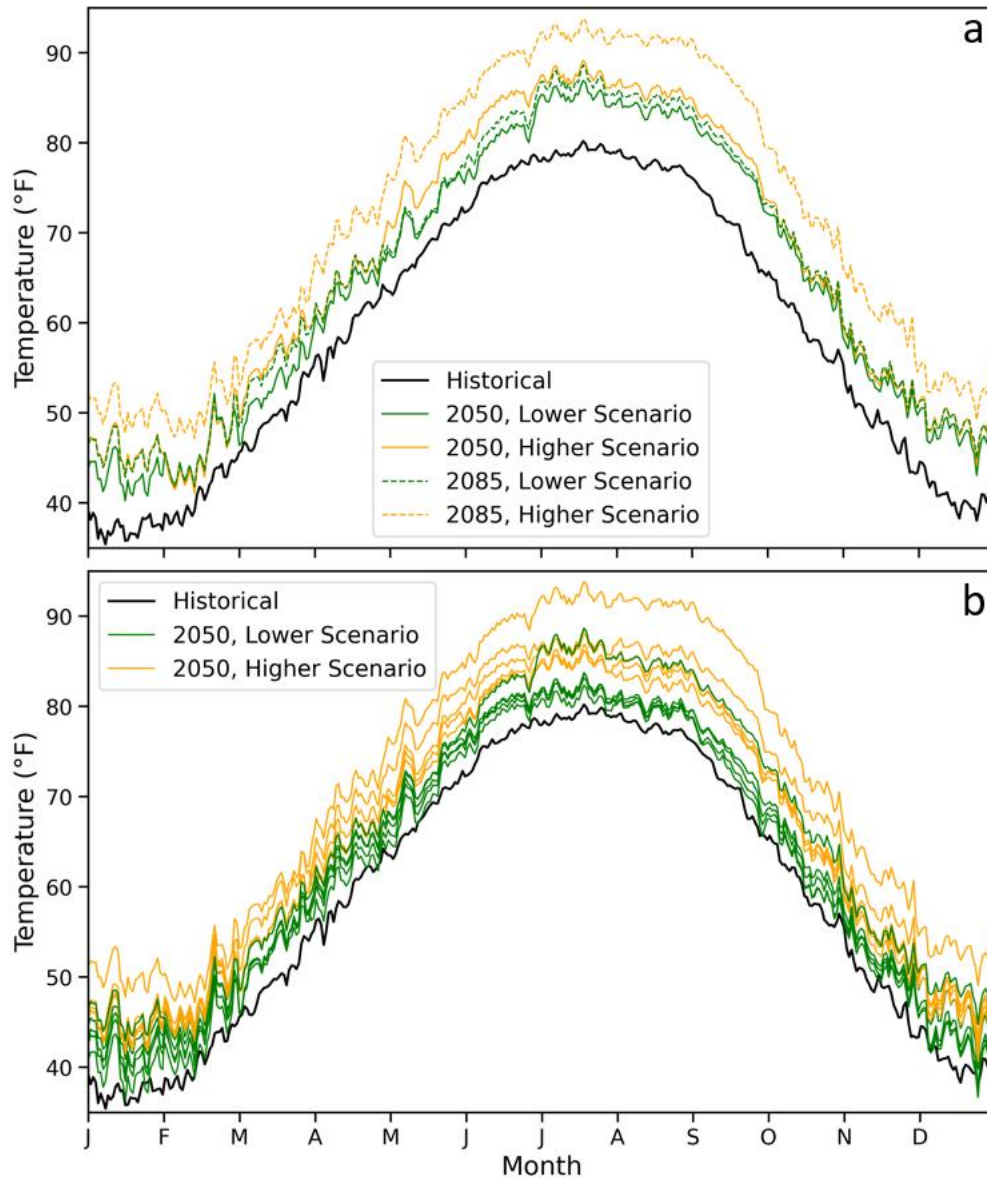 a
90
80
70
60
50
40
Temperature (°F)
Historical
2050, Lower Scenario
2050, Higher Scenario
2085, Lower Scenario
2085, Higher Scenario
b
Historical
2050, Lower Scenario
2050, Higher Scenario
90
80
70
60
50
40
Temperature (°F)
J F M A M J J A S O N D
Month